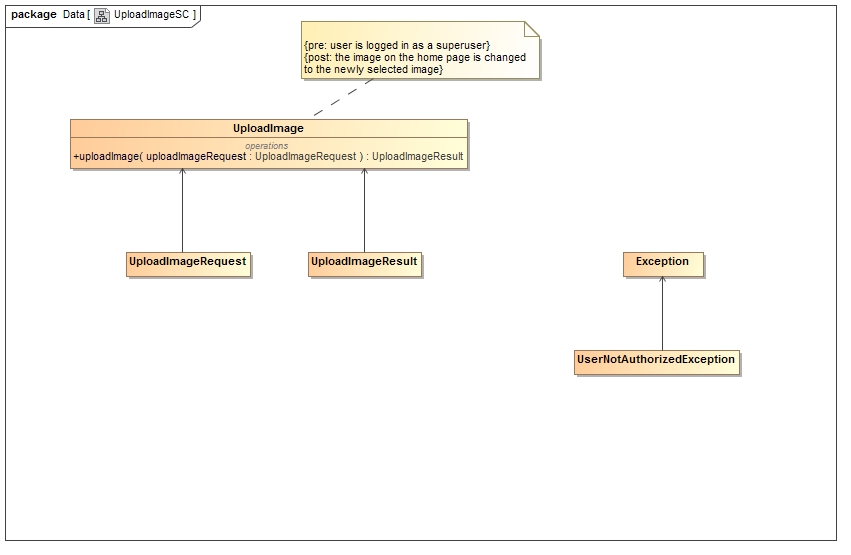 package Data [ UploadImageSC ]
{pre: user is logged in as a superuser}
{post: the image on the home page is changed
to the newly selected image}
UploadImage
operations
+uploadImage( uploadImageRequest : UploadImageRequest ) : UploadImageResult
UploadImageRequest
UploadImageResult
Exception
UserNotAuthorizedException